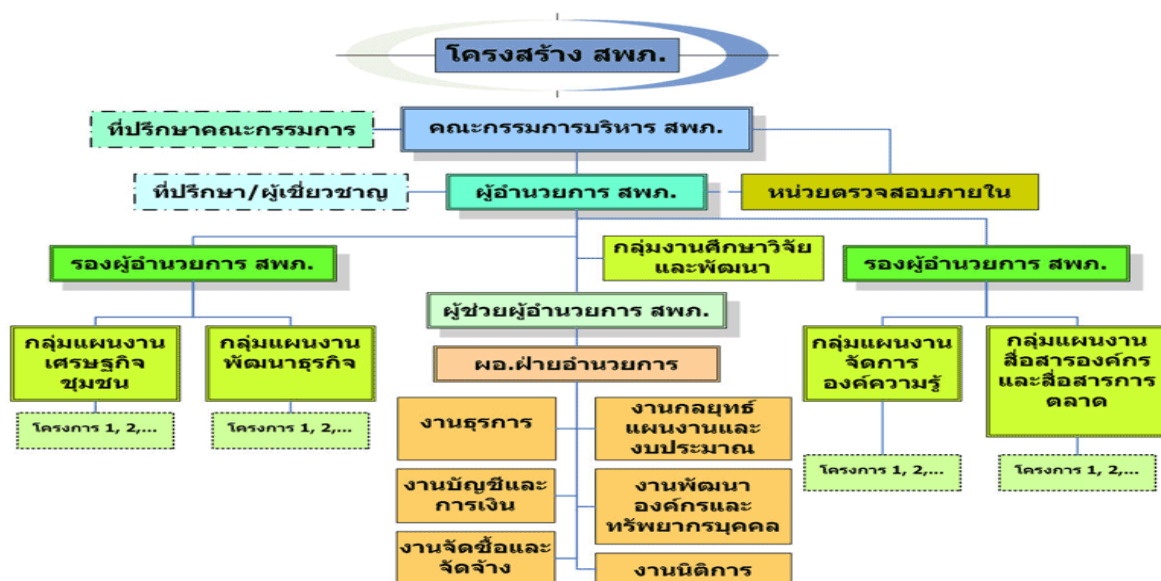 โครงสร้าง สพภ.
ที่ปรึกษาคณะกรรมการ
คณะกรรมการบริหาร สพภ.
ที่ปรึกษา/ผู้เชี่ยวชาญ
ผู้อำนวยการ สพภ.
หน่วยตรวจสอบภายใน
รองผู้อำนวยการ สพภ.
กลุ่มงานศึกษาวิจัย
และพัฒนา
รองผู้อำนวยการ สพภ.
ผู้ช่วยผู้อำนวยการ สพภ.
กลุ่มแผนงาน
เศรษฐกิจ
ชุมชน
กลุ่มแผนงาน
พัฒนาธุรกิจ
ผอ.ฝ่ายอำนวยการ
กลุ่มแผนงาน
จัดการ
องค์ความรู้
กลุ่มแผนงาน
สื่อสารองค์กร
และสื่อสารการ
ตลาด
โครงการ 1, 2,...
โครงการ 1, 2,...
งานธุรการ
งานกลยุทธ์
แผนงานและ
งบประมาณ
โครงการ 1, 2,...
โครงการ 1, 2,...
งานบัญชีและ
การเงิน
งานพัฒนา
องค์กรและ
ทรัพยากรบุคคล
งานจัดซื้อและ
จัดจ้าง
งานนิติการ